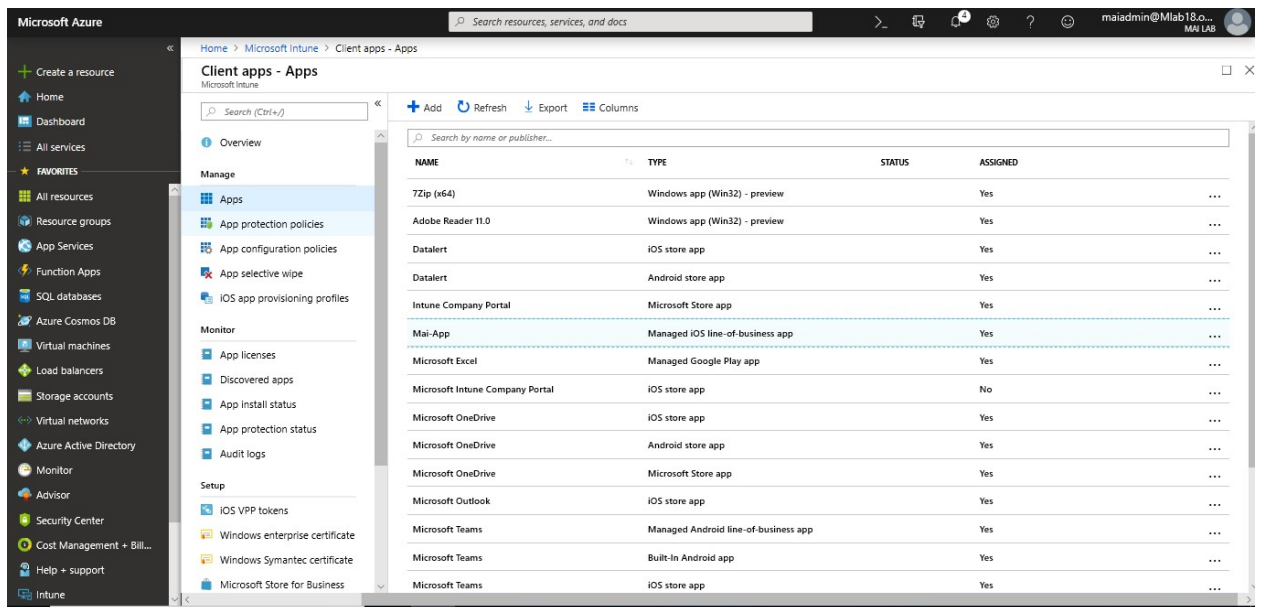 Microsoft Azure
Search resources, services, and docs
4
maiadmin@Mlab18.o...
MAI LAB
Home > Microsoft Intune > Client apps - Apps
Client apps - Apps
Microsoft Intune
Create a resource
Home
Dashboard
All services
FAVORITES
All resources
Resource groups
App Services
Function Apps
SQL databases
Azure Cosmos DB
Virtual machines
Load balancers
Storage accounts
Virtual networks
Azure Active Directory
Monitor
Advisor
Security Center
Cost Management + Bill...
Help + support
Intune
Search (Ctrl+/)
Overview
Manage
Apps
App protection policies
App configuration policies
App selective wipe
iOS app provisioning profiles
Monitor
App licenses
Discovered apps
App install status
App protection status
Audit logs
Setup
iOS VPP tokens
Windows enterprise certificate
Windows Symantec certificate
Microsoft Store for Business
Add Refresh Export Columns
Search by name or publisher...
NAME TYPE STATUS ASSIGNED
7Zip (x64) Windows app (Win32) - preview Yes ...
Adobe Reader 11.0 Windows app (Win32) - preview Yes ...
Datalert iOS store app Yes ...
Datalert Android store app Yes ...
Intune Company Portal Microsoft Store app Yes ...
Mai-App Managed iOS line-of-business app Yes ...
Microsoft Excel Managed Google Play app Yes ...
Microsoft Intune Company Portal iOS store app No ...
Microsoft OneDrive iOS store app Yes ...
Microsoft OneDrive Android store app Yes ...
Microsoft OneDrive Microsoft Store app Yes ...
Microsoft Outlook iOS store app Yes ...
Microsoft Teams Managed Android line-of-business app Yes ...
Microsoft Teams Built-In Android app Yes ...
Microsoft Teams iOS store app Yes ...